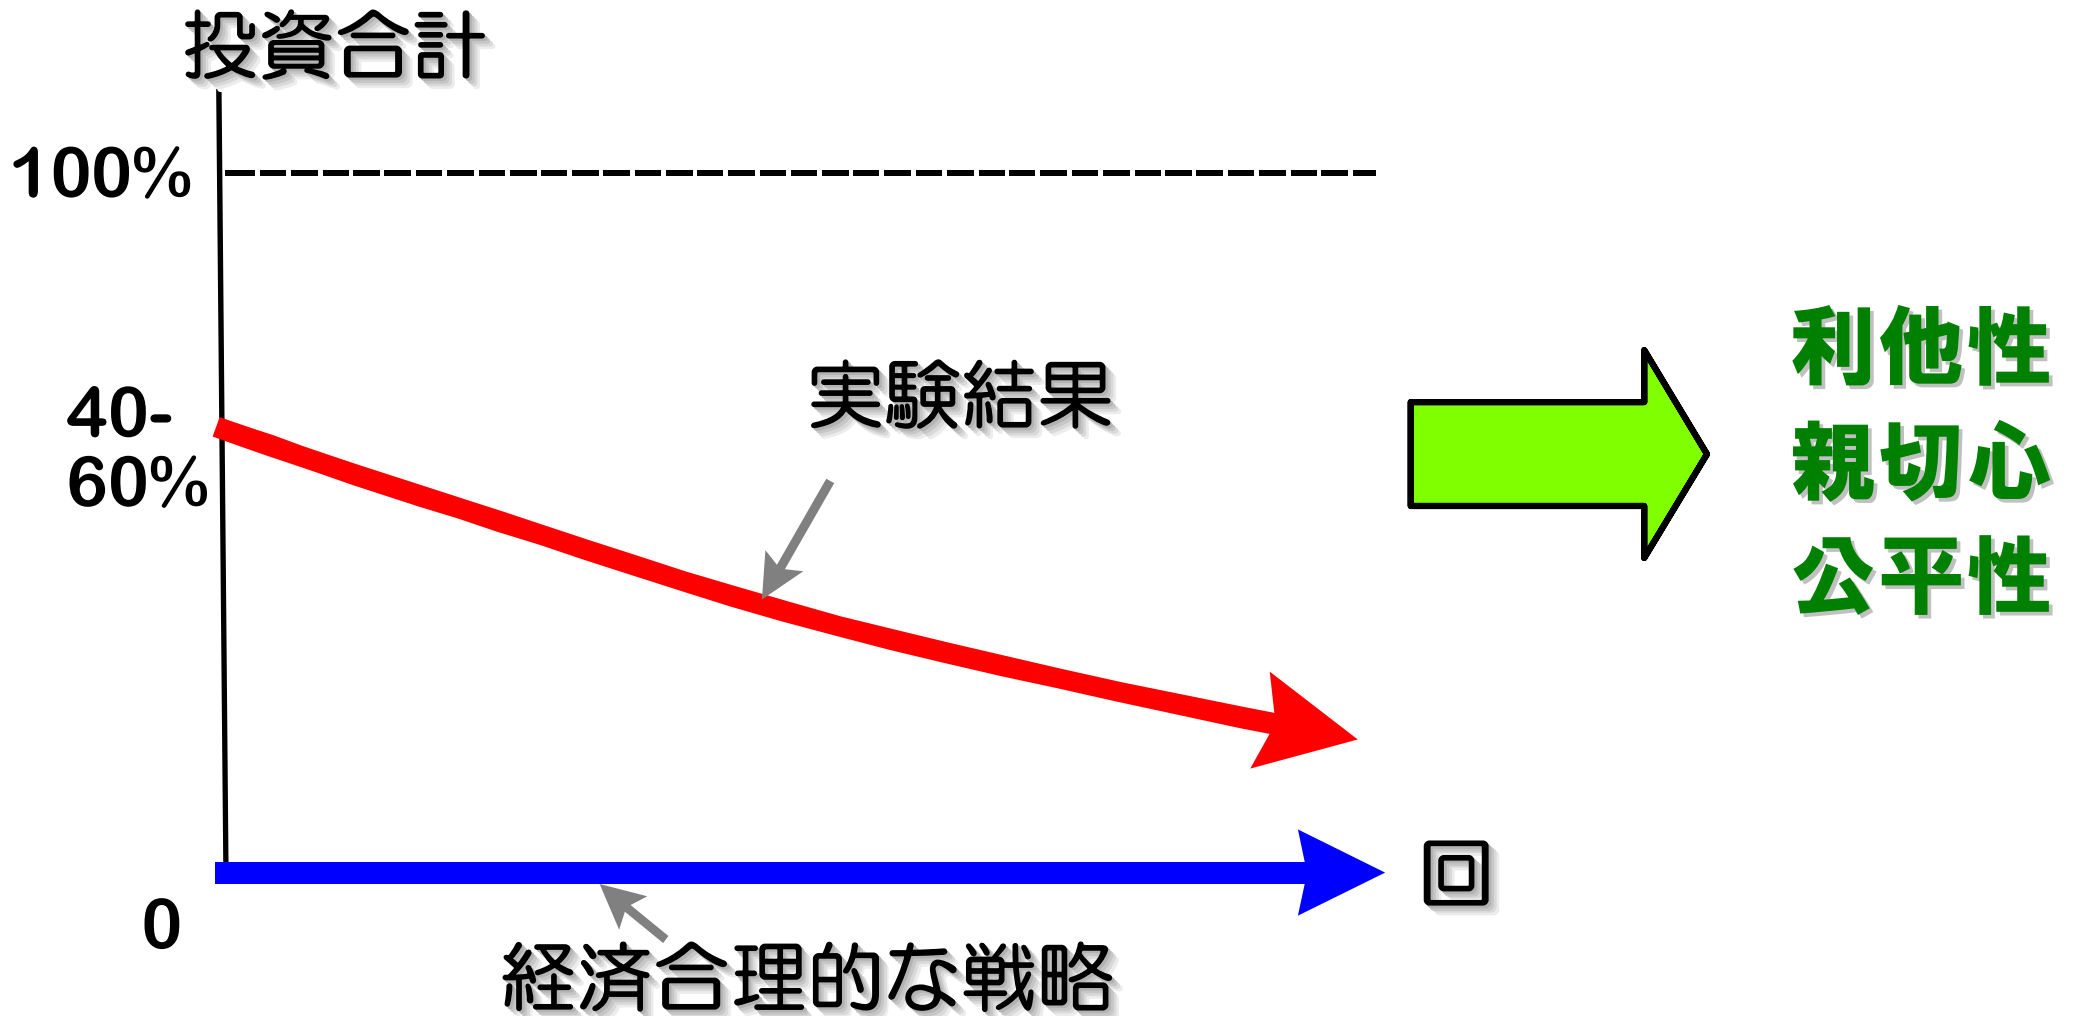 投資合計
100%
40-
60%
実験結果
利他性
親切心
公平性
0
回
経済合理的な戦略